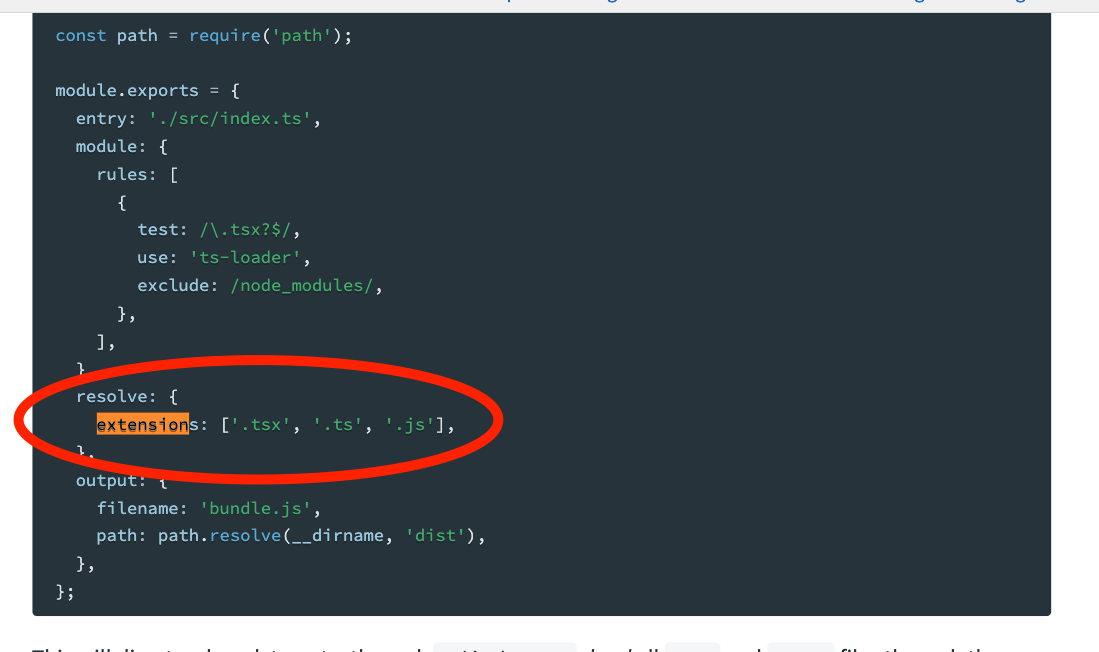 const path = require('path');
module.exports = {
entry: './src/index.ts',
module: {
rules: [
{
test: /\.tsx?$/,
use: 'ts-loader',
exclude: /node_modules/,
},
],
}
resolve: {
extensions: ['.tsx', '.ts', '.js'],
},
output: {
filename: 'bundle.js',
path: path.resolve(__dirname, 'dist'),
},
};